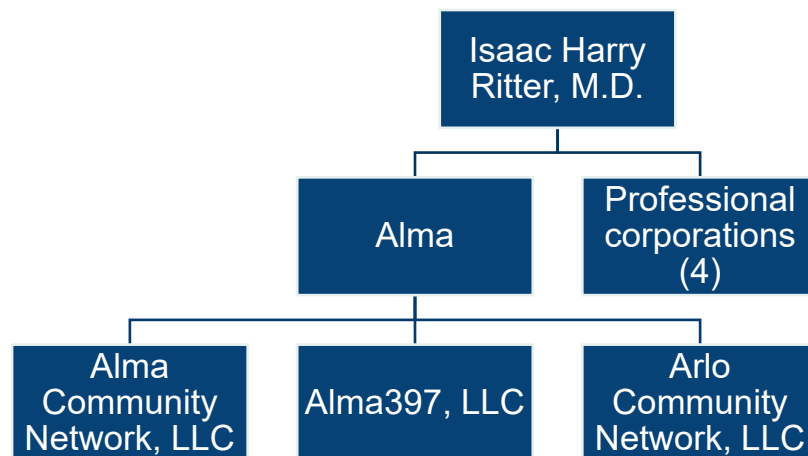 Isaac Harry
Ritter, M.D.
Alma
Professional
corporations
(4)
Alma
Community
Network, LLC
Alma397, LLC
Arlo
Community
Network, LLC